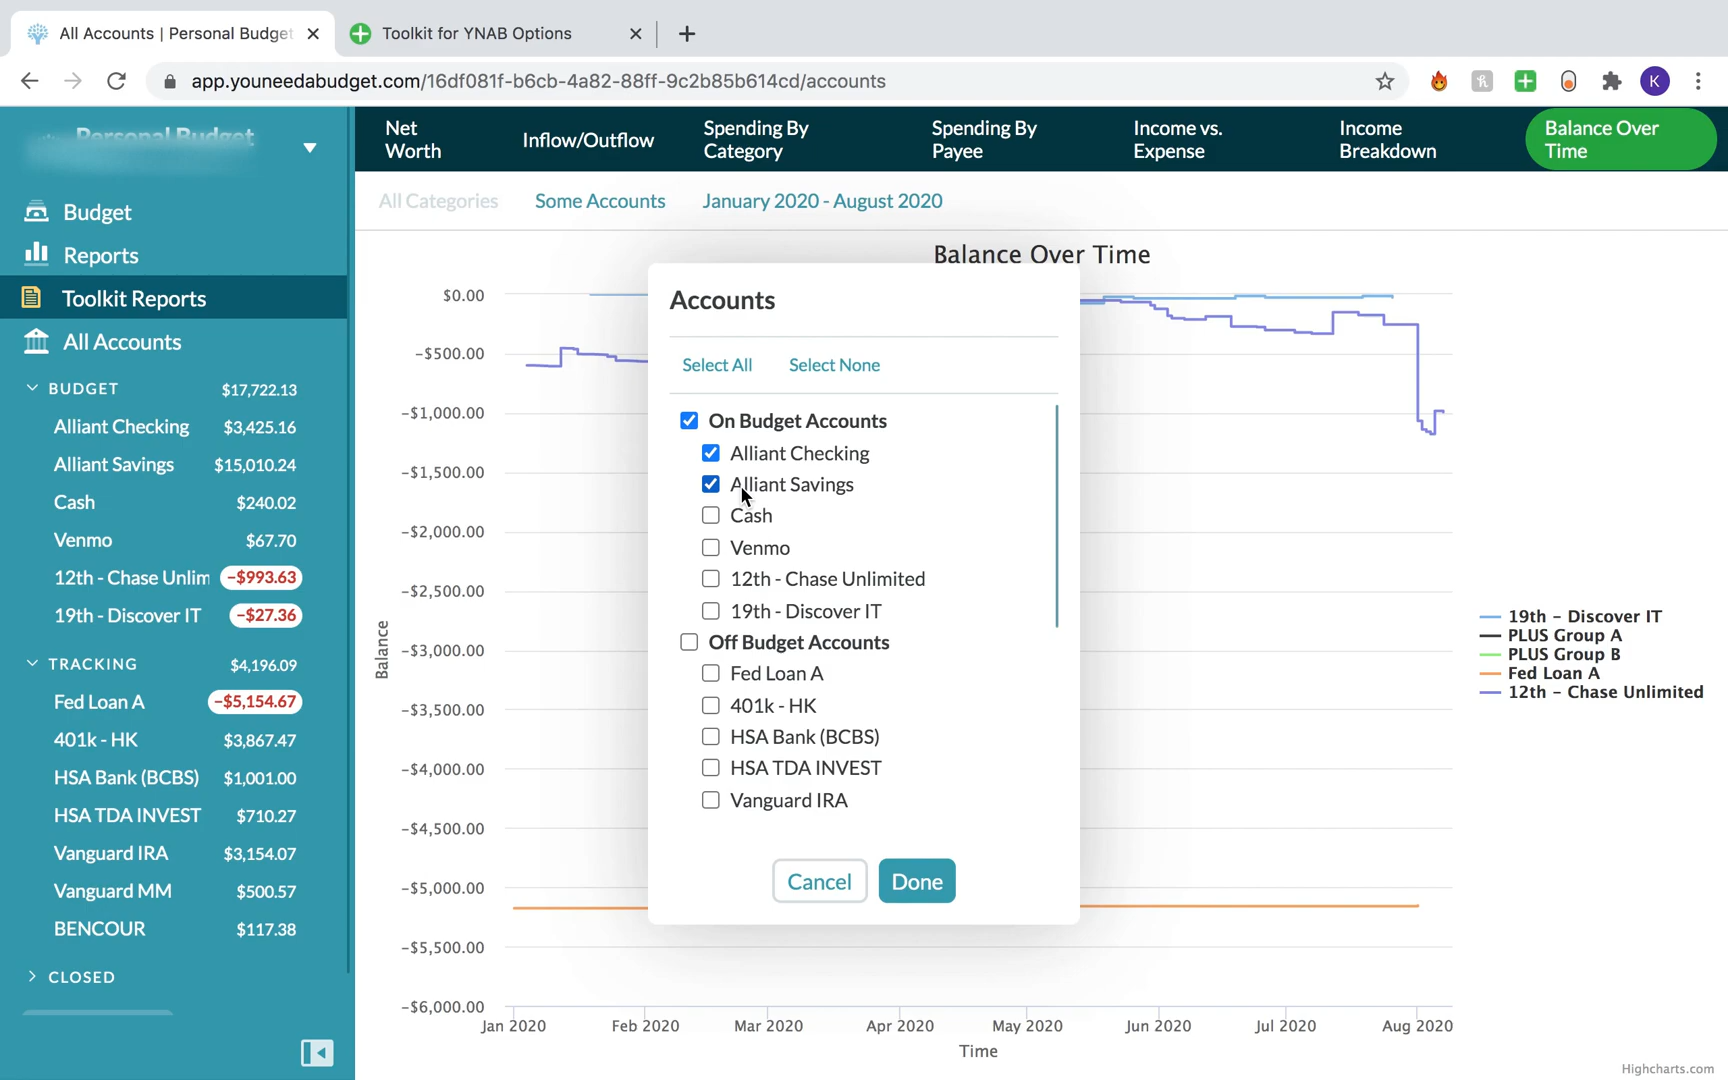 All Accounts | Personal Budget
Toolkit for YNAB Options
app.youneedabudget.com/16df081f-b6cb-4a82-88ff-9c2b85b614cd/accounts
K
Personal Budget
Budget
Reports
Toolkit Reports
All Accounts
BUDGET $17,722.13
Alliant Checking $3,425.16
Alliant Savings $15,010.24
Cash $240.02
Venmo $67.70
12th - Chase Unlim -$993.63
19th - Discover IT -$27.36
TRACKING $4,196.09
Fed Loan A -$5,154.67
401k - HK $3,867.47
HSA Bank (BCBS) $1,001.00
HSA TDA INVEST $710.27
Vanguard IRA $3,154.07
Vanguard MM $500.57
BENCOUR $117.38
CLOSED
Net Worth
Inflow/Outflow
Spending By Category
Spending By Payee
Income vs. Expense
Income Breakdown
Balance Over Time
All Categories Some Accounts January 2020 - August 2020
Balance Over Time
Accounts
Select All Select None
On Budget Accounts
Alliant Checking
Alliant Savings
Cash
Venmo
12th - Chase Unlimited
19th - Discover IT
Off Budget Accounts
Fed Loan A
401k - HK
HSA Bank (BCBS)
HSA TDA INVEST
Vanguard IRA
Cancel Done
$0.00
-$500.00
-$1,000.00
-$1,500.00
-$2,000.00
-$2,500.00
-$3,000.00
-$3,500.00
-$4,000.00
-$4,500.00
-$5,000.00
-$5,500.00
-$6,000.00
Balance
Jan 2020 Feb 2020 Mar 2020 Apr 2020 May 2020 Jun 2020 Jul 2020 Aug 2020
Time
19th - Discover IT
PLUS Group A
PLUS Group B
Fed Loan A
12th - Chase Unlimited
Highcharts.com